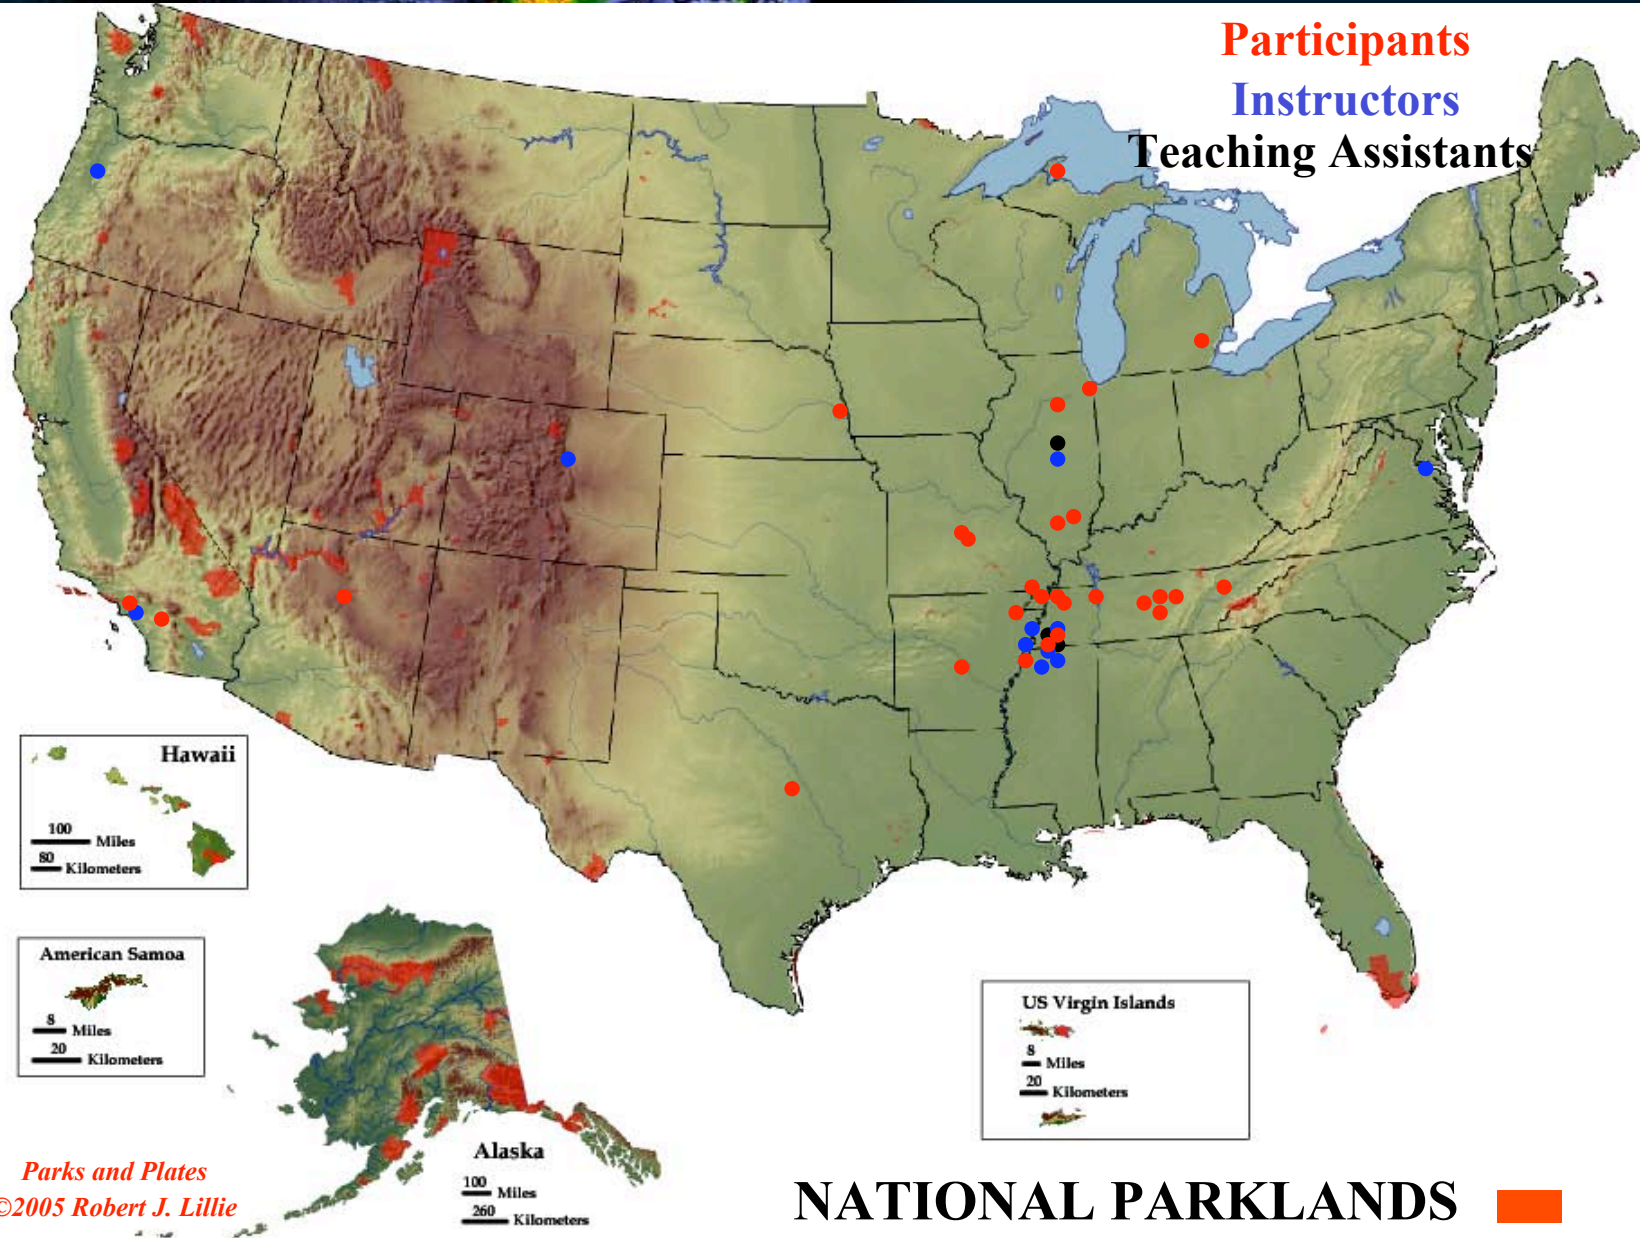 Participants
Instructors
Teaching Assistants
Hawaii
100
Miles
80
Kilometers
American Samoa
8
Miles
20
Kilometers
US Virgin Islands
8
Miles
20
Kilometers
Alaska
100
Miles
260
Kilometers
Parks and Plates
©2005 Robert J. Lillie
NATIONAL PARKLANDS